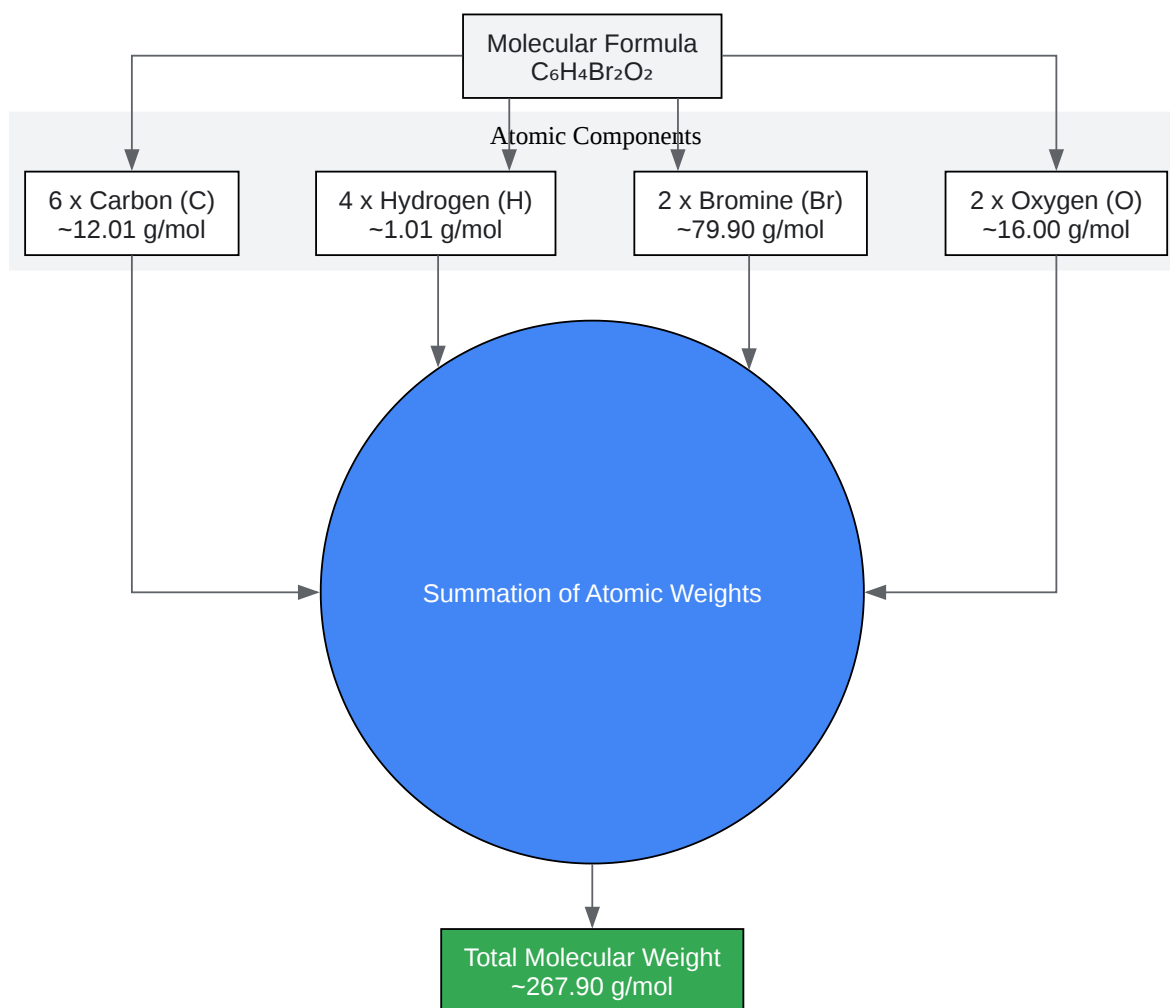 Molecular Formula
C₆H₄Br₂O₂
Atomic Components
6 x Carbon (C)
~12.01 g/mol
4 x Hydrogen (H)
~1.01 g/mol
2 x Bromine (Br)
~79.90 g/mol
2 x Oxygen (O)
~16.00 g/mol
Summation of Atomic Weights
Total Molecular Weight
~267.90 g/mol